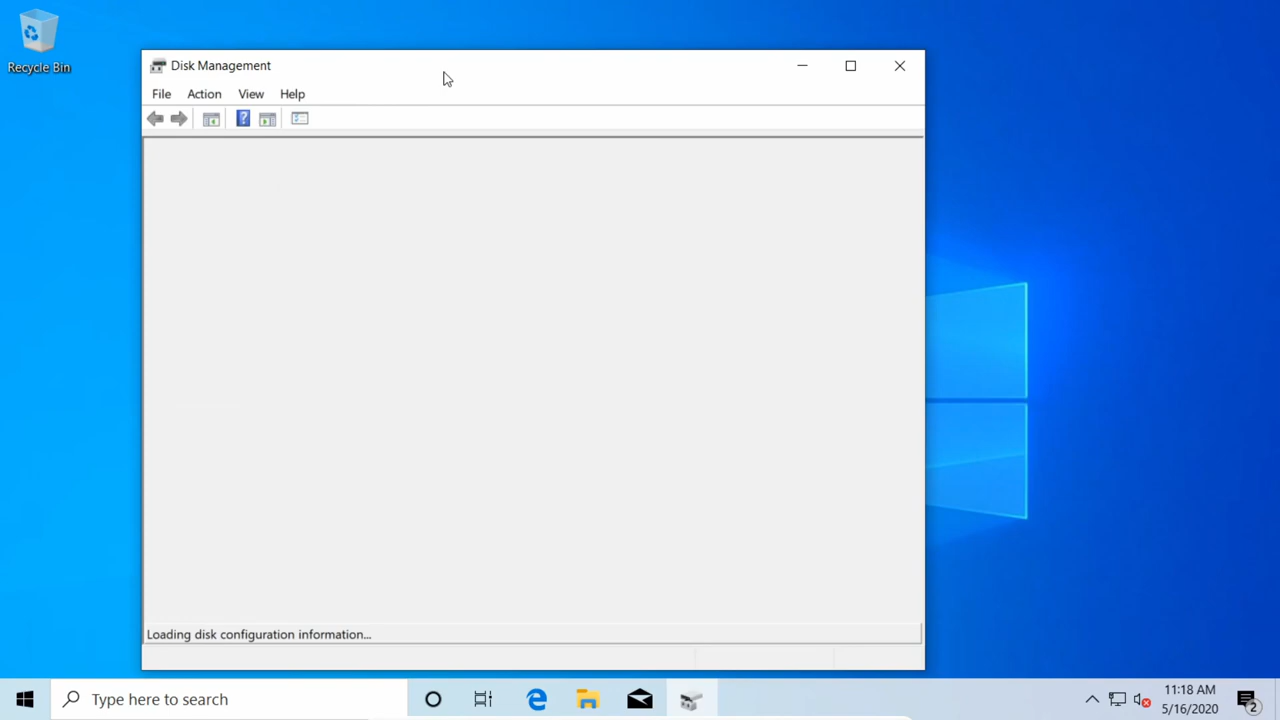 Recycle Bin
Disk Management
File Action View Help
?
Loading disk configuration information...
Type here to search
11:18 AM
5/16/2020
2